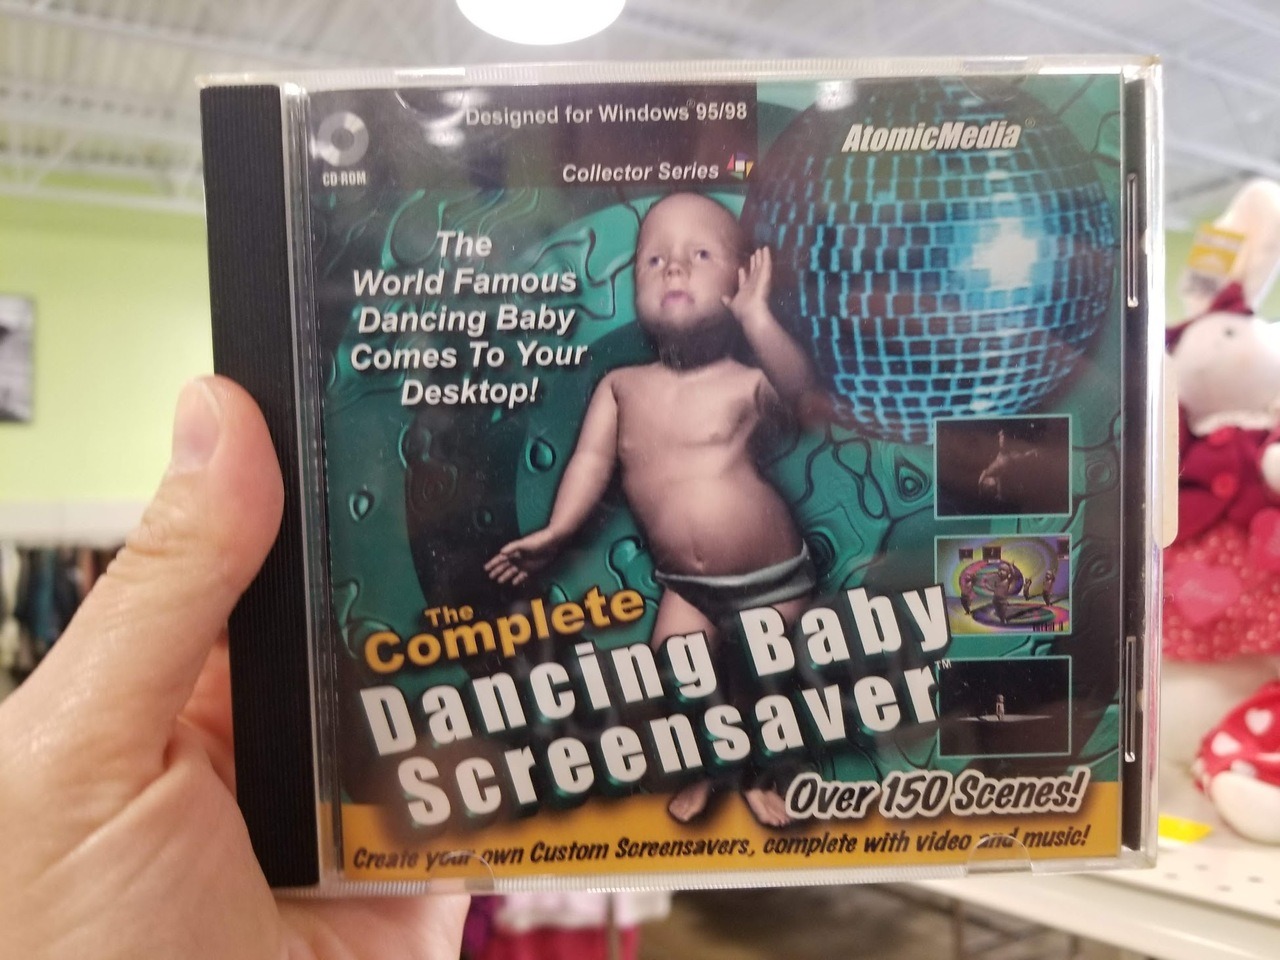 Designed for Windows® 95/98
Collector Series
CD-ROM
AtomicMedia®
The
World Famous
Dancing Baby
Comes To Your
Desktop!
The
Complete
Dancing Baby
Screensaver™
Over 150 Scenes!
Create your own Custom Screensavers, complete with video and music!